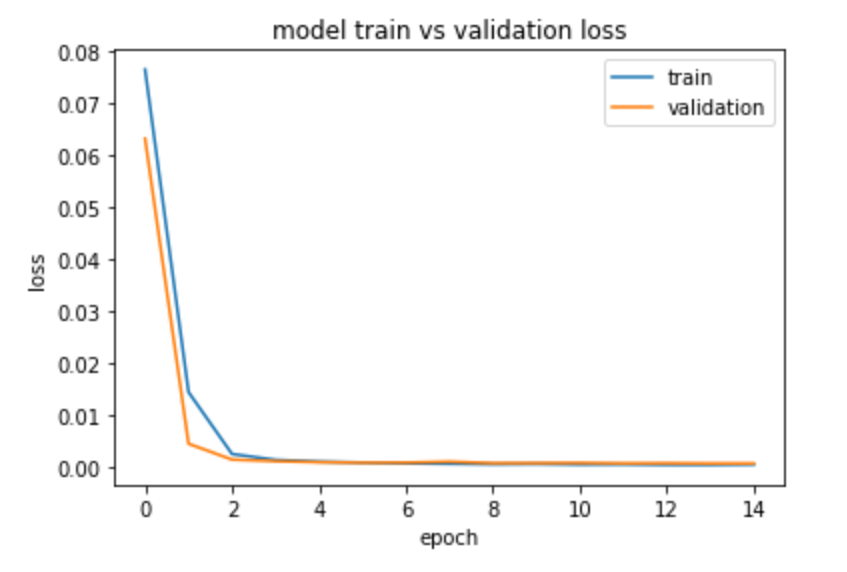 model train vs validation loss
0.08
0.07
0.06
0.05
0.04
0.03
0.02
0.01
0.00
loss
train
validation
0 2 4 6 8 10 12 14
epoch